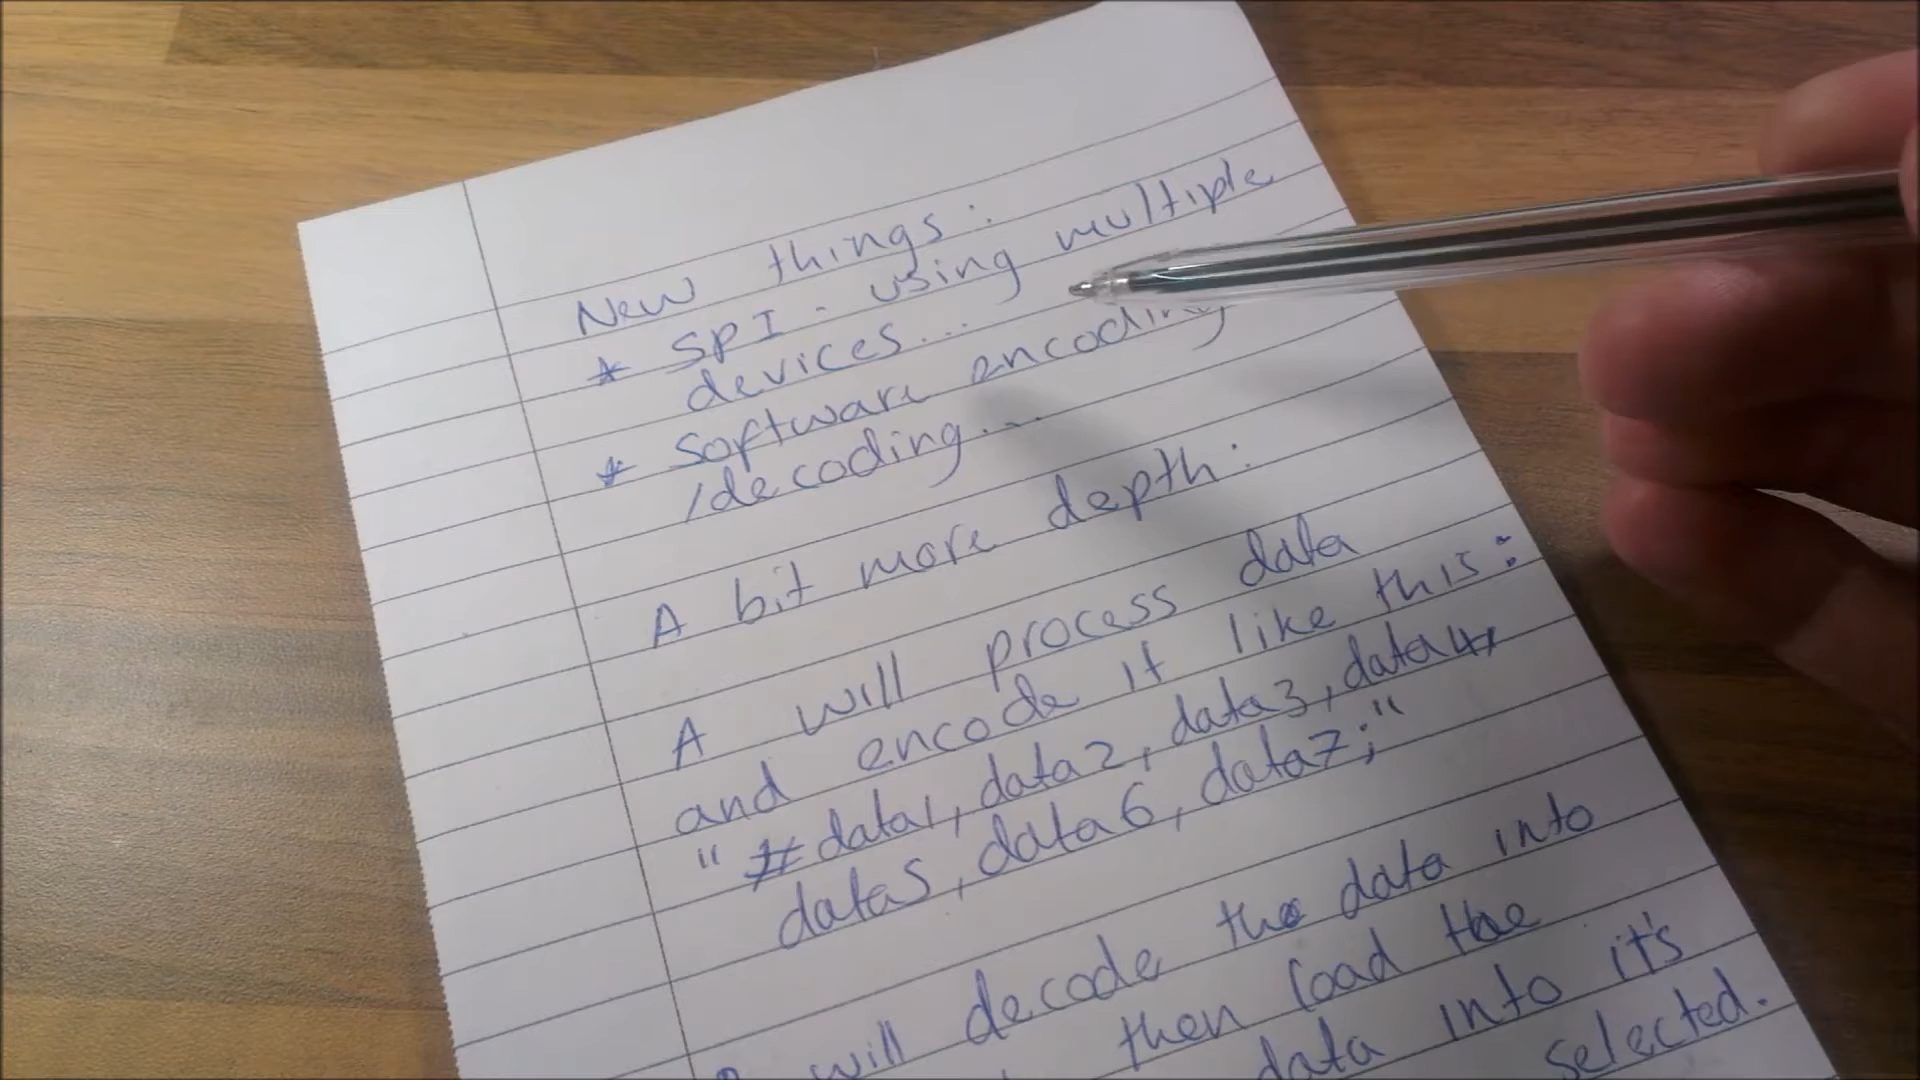 New things:
* SPI - using multiple
devices...
* Software encoding
/decoding...
A bit more depth:
A will process data
and encode it like this:
"#data1, data2, data3, data4,
data5, data6, data7;"
will decode the data into
then load the
data into it's
selected.